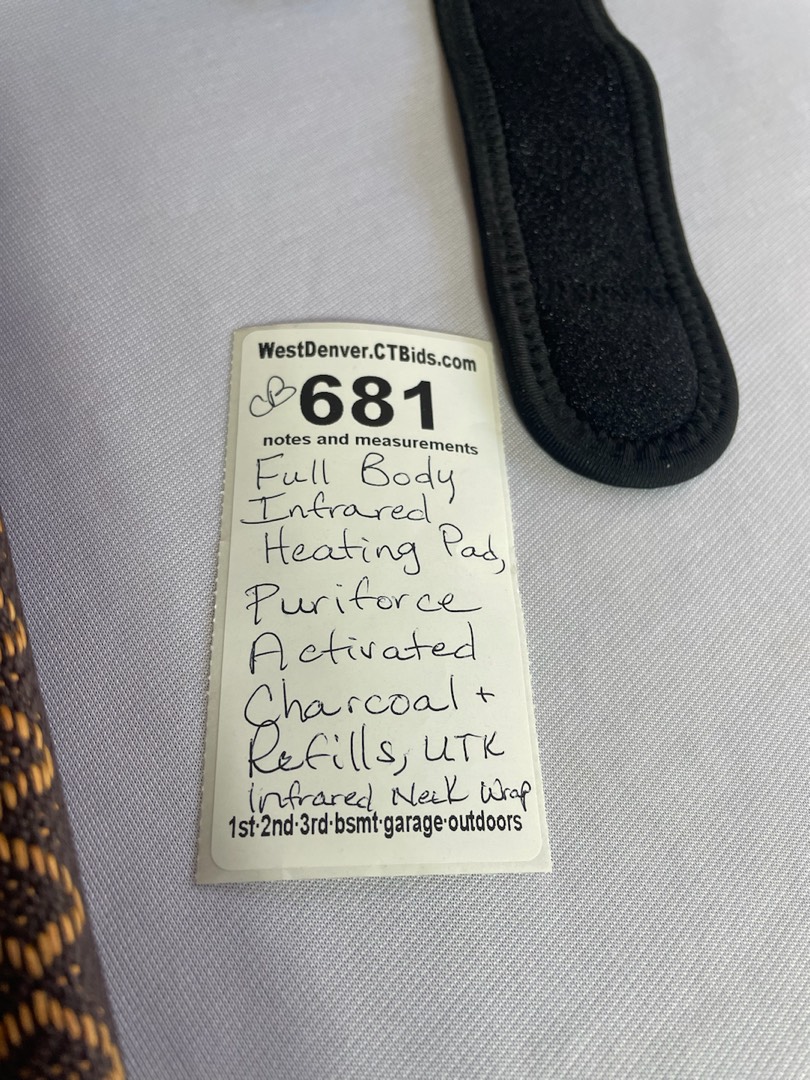 WestDenver.CTBids.com
CB 681
notes and measurements
Full Body
Infrared
Heating Pad,
Puriforce
Activated
Charcoal +
Refills, UTK
Infrared Neck Wrap
1st·2nd·3rd·bsmt·garage·outdoors